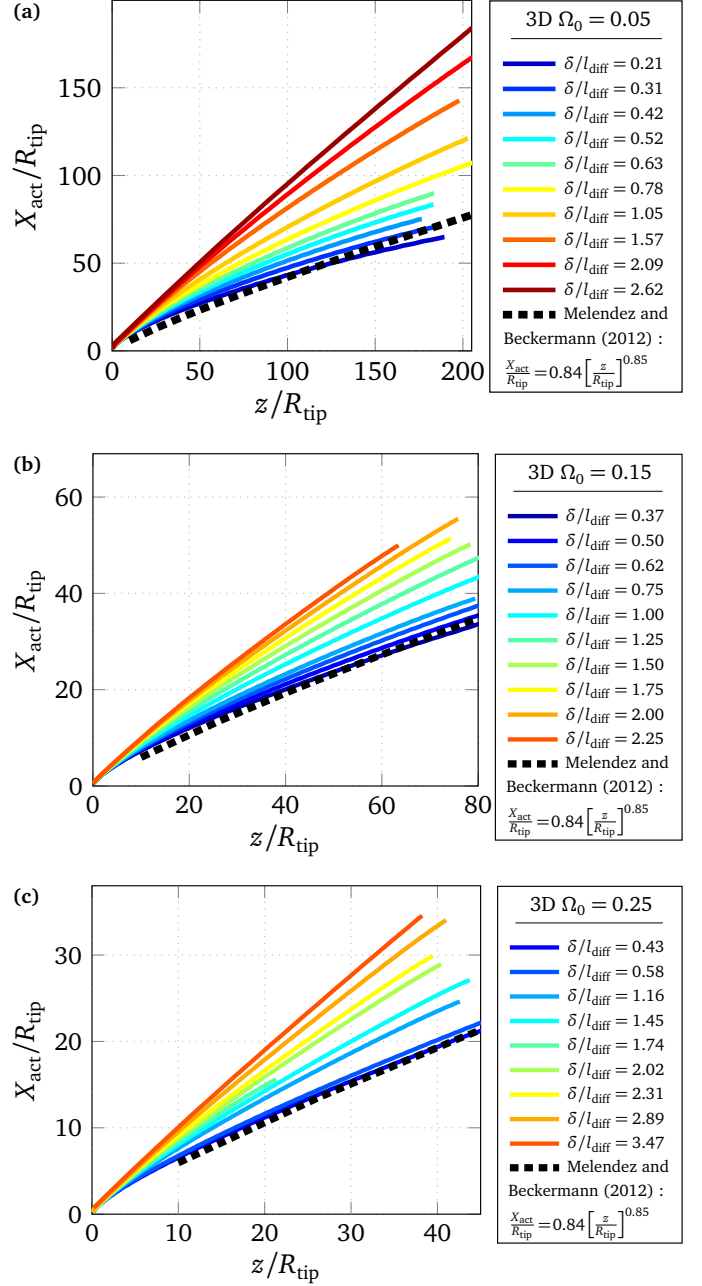 (a)
3D Ω₀ = 0.05
δ/l_diff = 0.21
δ/l_diff = 0.31
δ/l_diff = 0.42
δ/l_diff = 0.52
δ/l_diff = 0.63
δ/l_diff = 0.78
δ/l_diff = 1.05
δ/l_diff = 1.57
δ/l_diff = 2.09
δ/l_diff = 2.62
Melendez and
Beckermann (2012) :
X_act/R_tip = 0.84 [z/R_tip]^0.85
X_act/R_tip
150
100
50
0
0 50 100 150 200
z/R_tip
(b)
3D Ω₀ = 0.15
δ/l_diff = 0.37
δ/l_diff = 0.50
δ/l_diff = 0.62
δ/l_diff = 0.75
δ/l_diff = 1.00
δ/l_diff = 1.25
δ/l_diff = 1.50
δ/l_diff = 1.75
δ/l_diff = 2.00
δ/l_diff = 2.25
Melendez and
Beckermann (2012) :
X_act/R_tip = 0.84 [z/R_tip]^0.85
X_act/R_tip
60
40
20
0
0 20 40 60 80
z/R_tip
(c)
3D Ω₀ = 0.25
δ/l_diff = 0.43
δ/l_diff = 0.58
δ/l_diff = 1.16
δ/l_diff = 1.45
δ/l_diff = 1.74
δ/l_diff = 2.02
δ/l_diff = 2.31
δ/l_diff = 2.89
δ/l_diff = 3.47
Melendez and
Beckermann (2012) :
X_act/R_tip = 0.84 [z/R_tip]^0.85
X_act/R_tip
30
20
10
0
0 10 20 30 40
z/R_tip